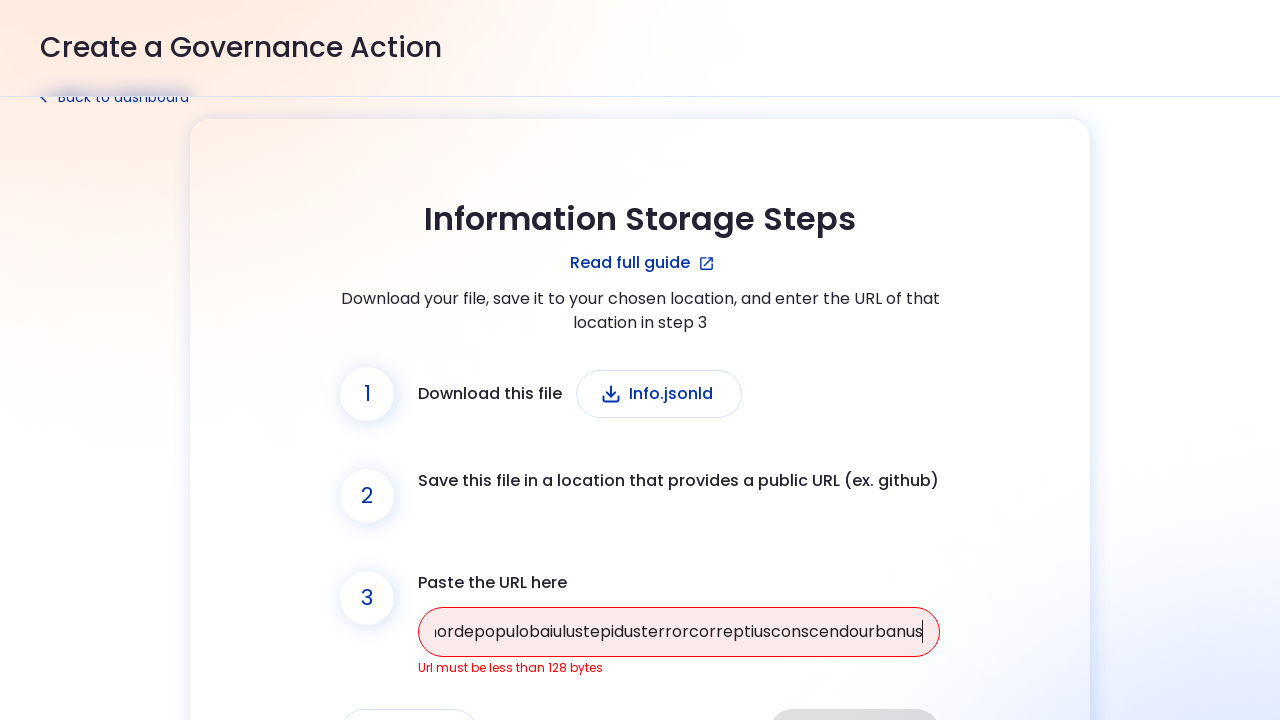 Create a Governance Action
Back to dashboard
Information Storage Steps
Read full guide
Download your file, save it to your chosen location, and enter the URL of that
location in step 3
1
Download this file
Info.jsonld
2
Save this file in a location that provides a public URL (ex. github)
3
Paste the URL here
ordepopulobaiulustepidusterrorcorreptiusconscendourbanus
Url must be less than 128 bytes